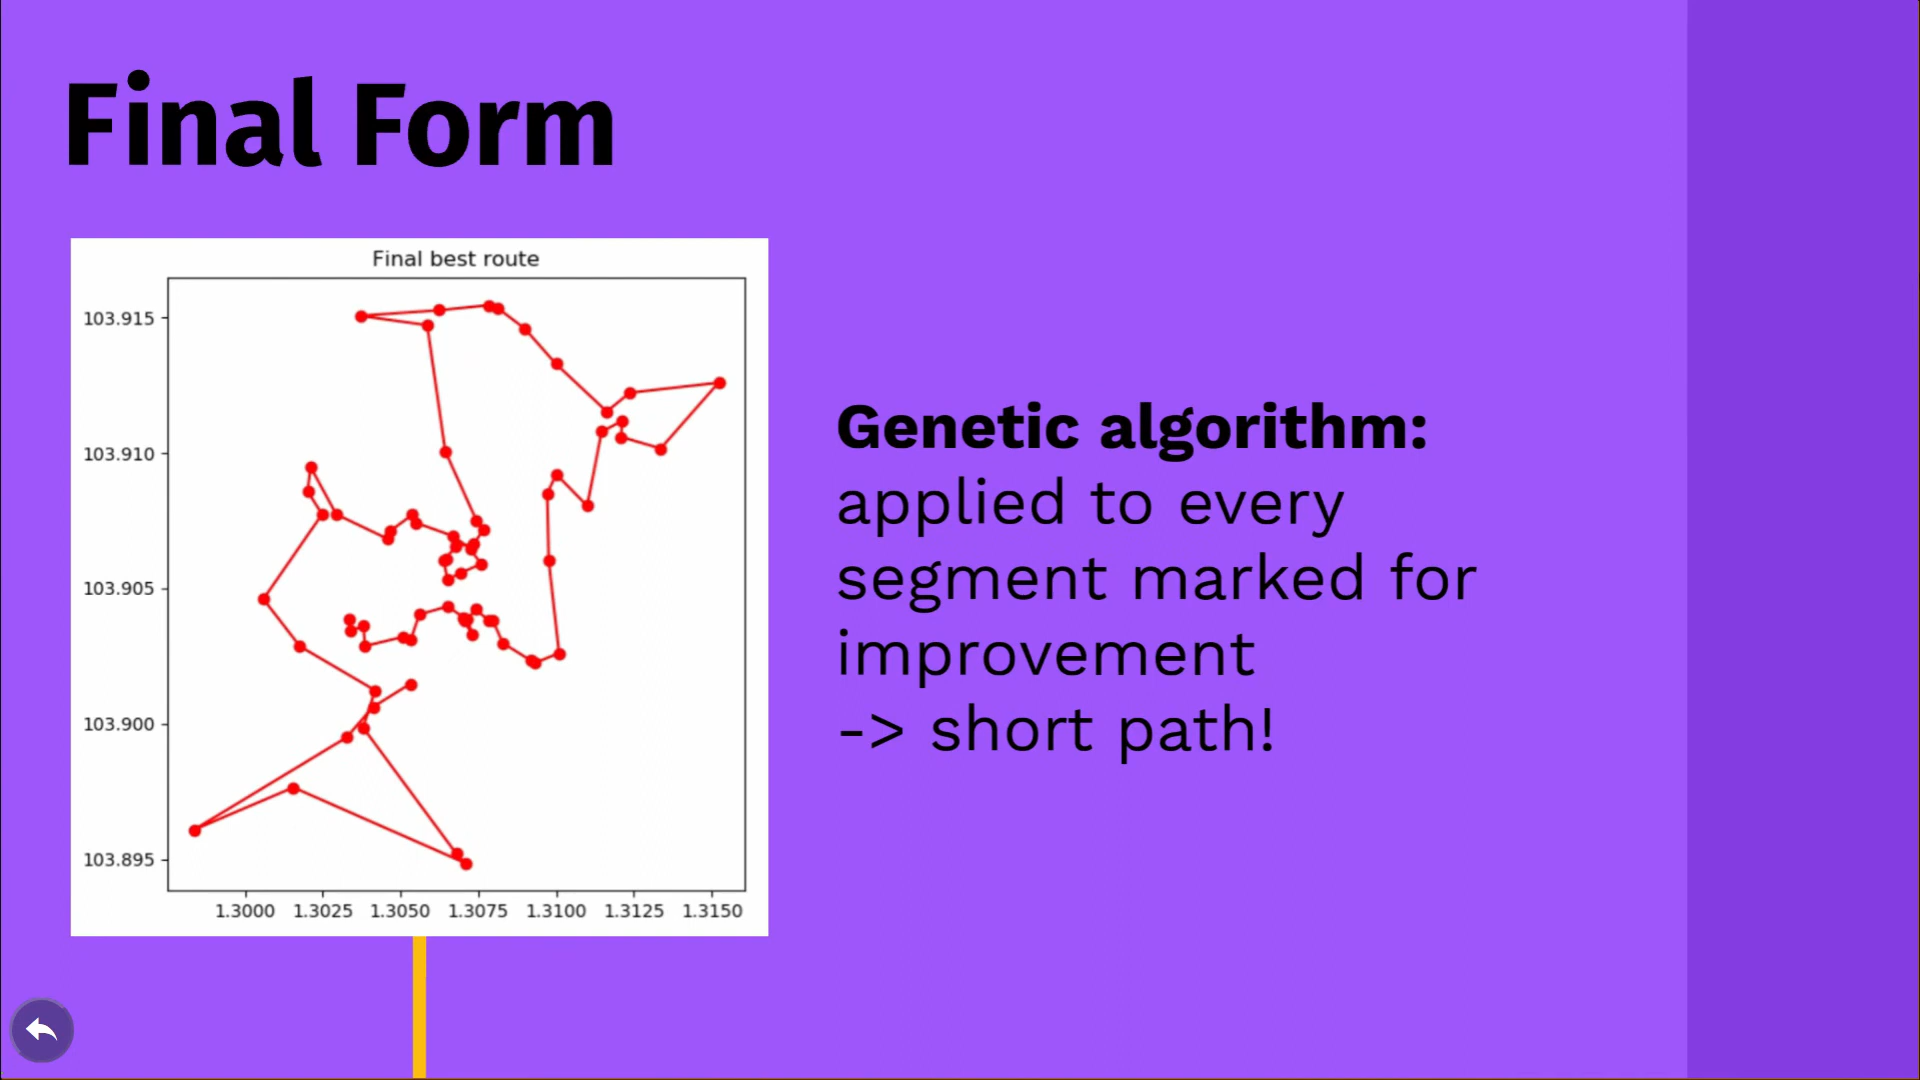 Final Form
Final best route
103.915
103.910
103.905
103.900
103.895
1.3000 1.3025 1.3050 1.3075 1.3100 1.3125 1.3150
Genetic algorithm:
applied to every
segment marked for
improvement
-> short path!